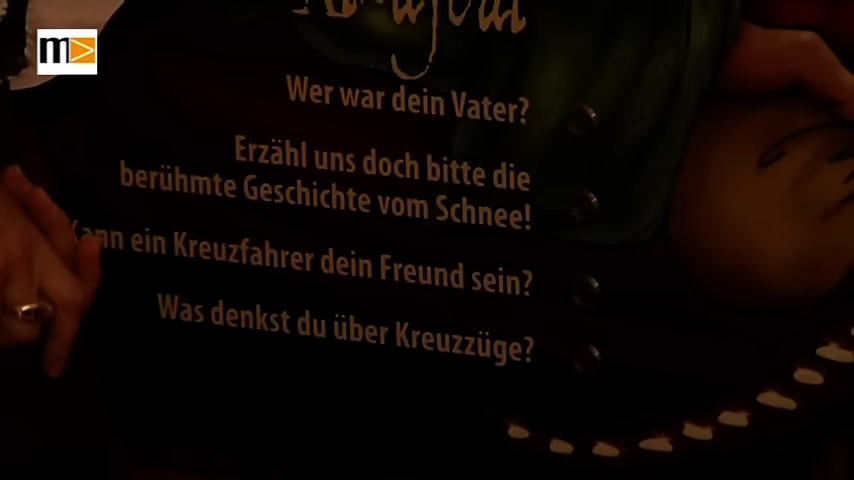 m
Wer war dein Vater?
Erzähl uns doch bitte die
berühmte Geschichte vom Schnee!
ein Kreuzfahrer dein Freund sein?
Was denkst du über Kreuzzüge?